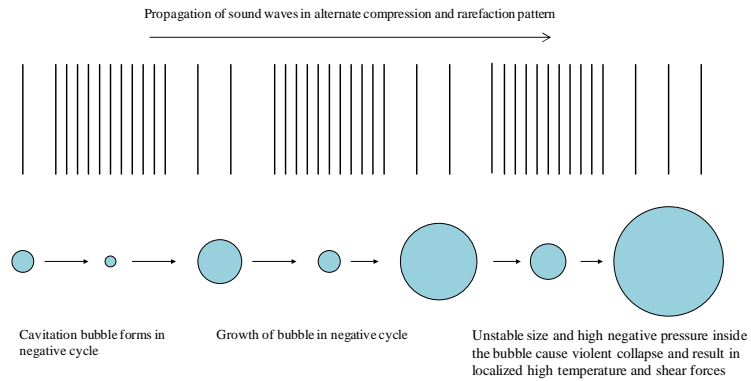 Propagation of sound waves in alternate compression and rarefaction pattern
Cavitation bubble forms in
negative cycle
Growth of bubble in negative cycle
Unstable size and high negative pressure inside
the bubble cause violent collapse and result in
localized high temperature and shear forces